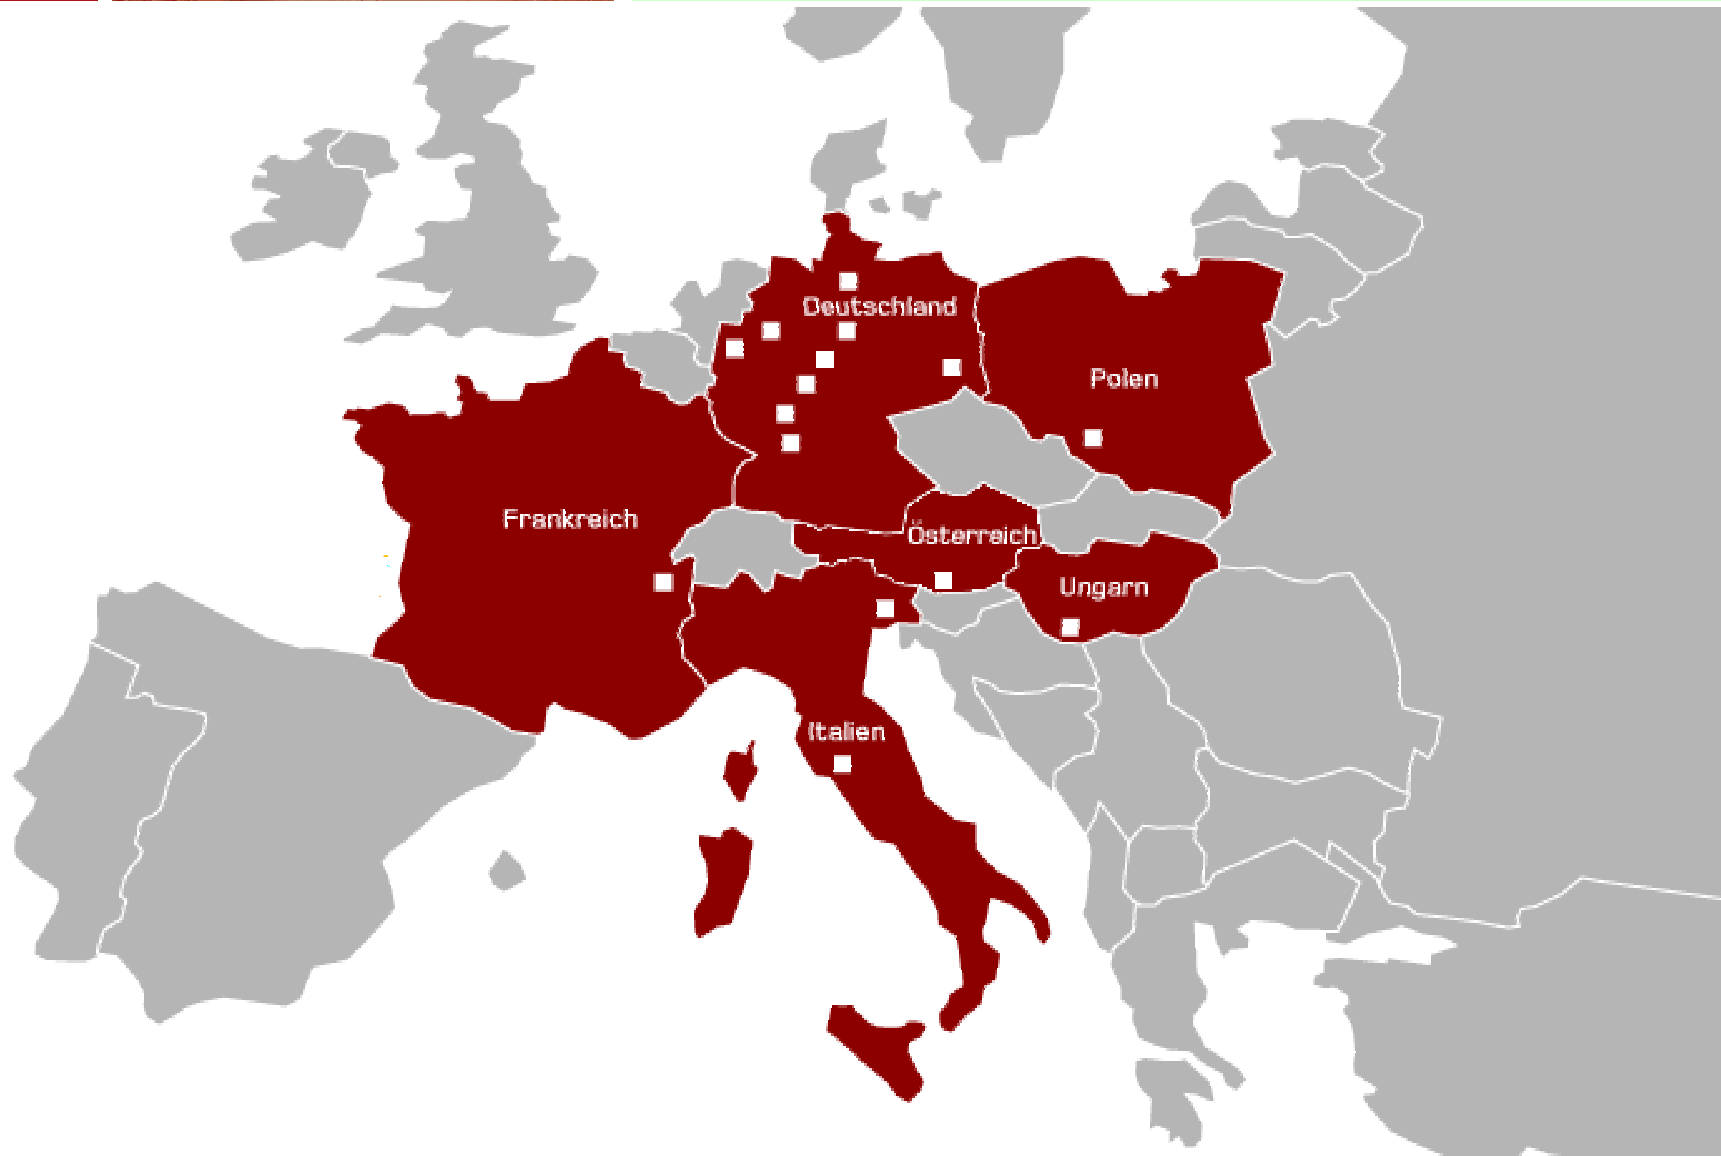 Deutschland
Polen
Frankreich
Österreich
Ungarn
Italien